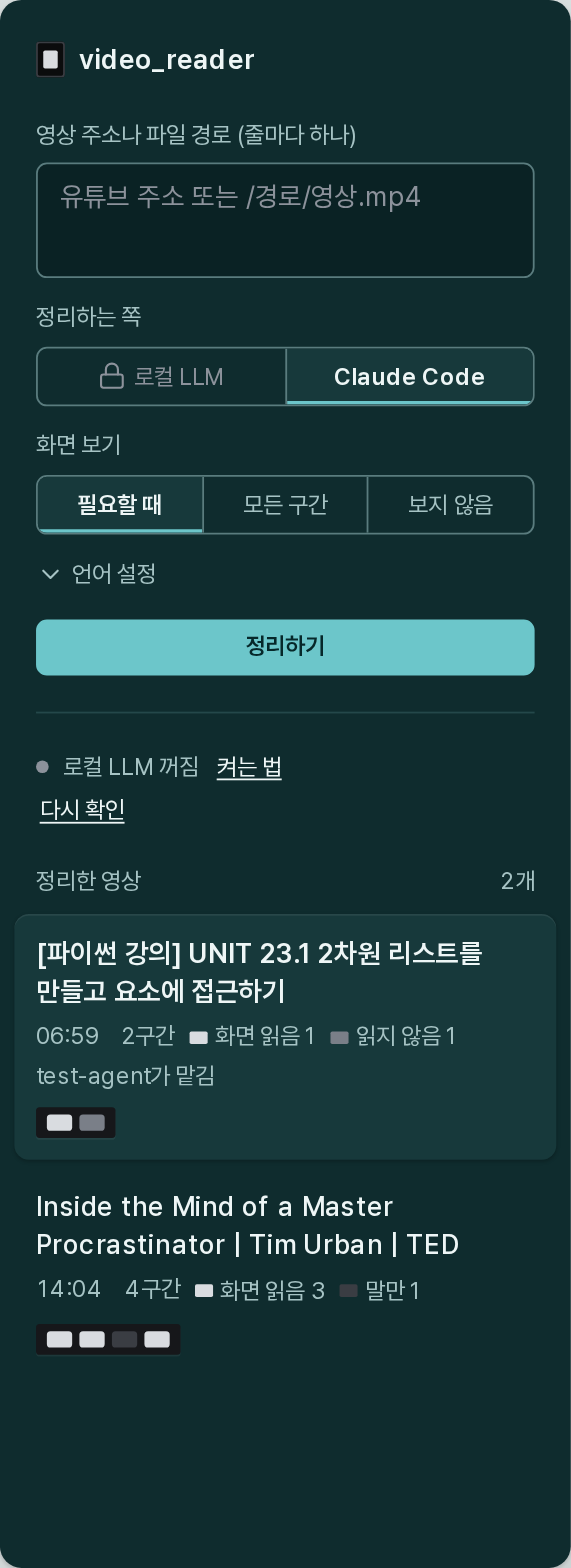 video_reader
영상 주소나 파일 경로 (줄마다 하나)
유튜브 주소 또는 /경로/영상.mp4
정리하는 쪽
로컬 LLM
Claude Code
화면 보기
필요할 때
모든 구간
보지 않음
언어 설정
정리하기
로컬 LLM 꺼짐 켜는 법
다시 확인
정리한 영상 2개
[파이썬 강의] UNIT 23.1 2차원 리스트를
만들고 요소에 접근하기
06:59 2구간 화면 읽음 1 읽지 않음 1
test-agent가 맡김
Inside the Mind of a Master
Procrastinator | Tim Urban | TED
14:04 4구간 화면 읽음 3 말만 1